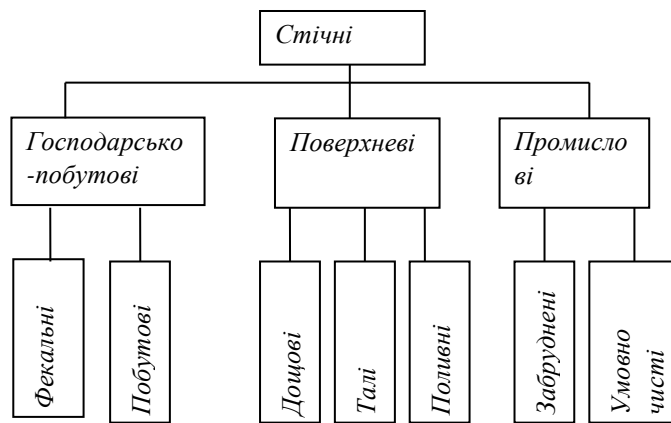 Стічні
Господарсько
-побутові
Поверхневі
Промисло
ві
Фекальні
Побутові
Дощові
Талі
Поливні
Забруднені
Умовно
чисті